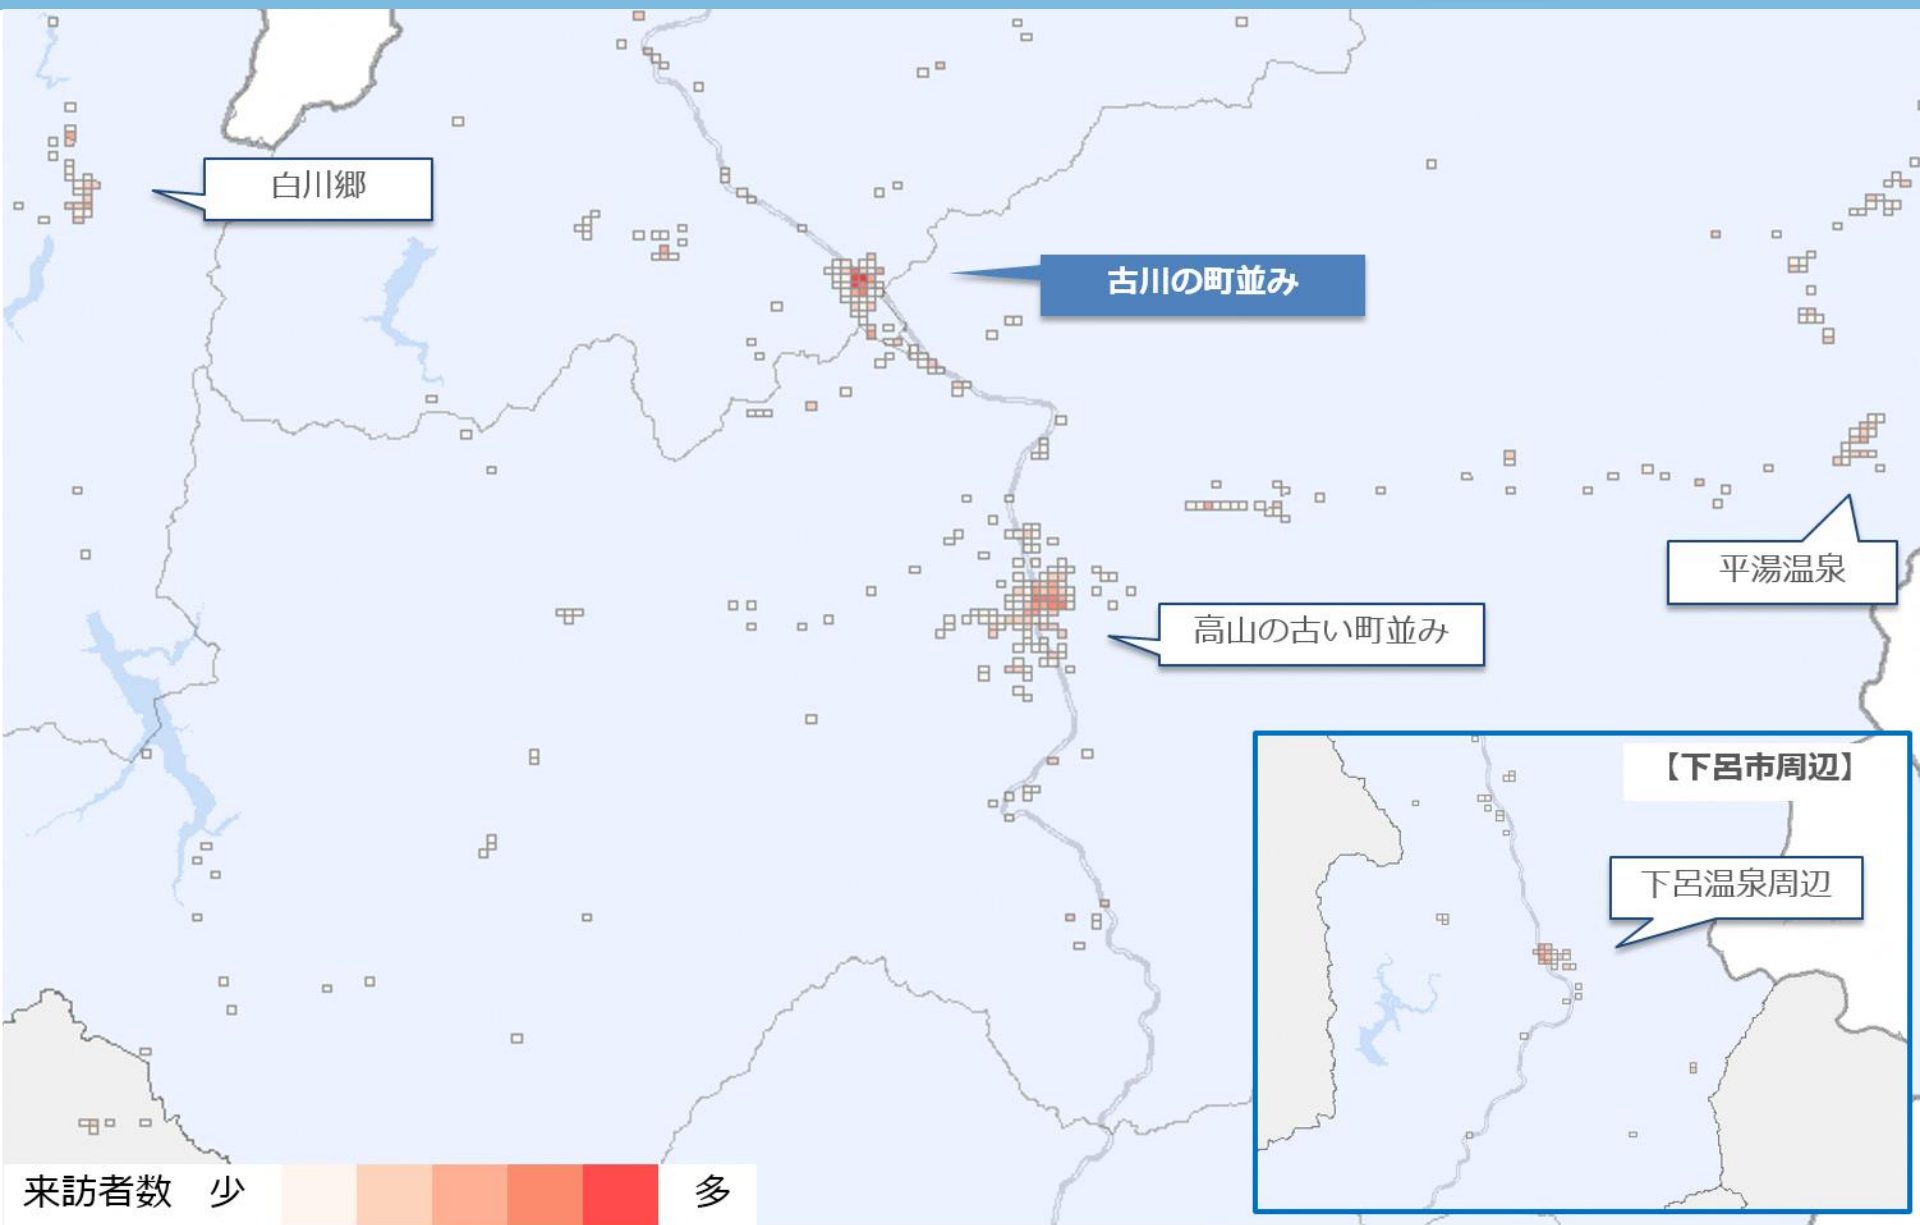 白川郷
古川の町並み
平湯温泉
高山の古い町並み
【下呂市周辺】
下呂温泉周辺
来訪者数 少 多